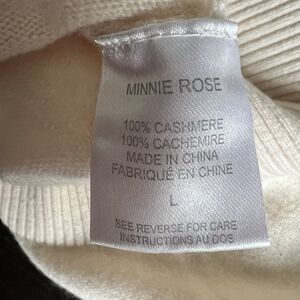 MINNIE ROSE
100% CASHMERE
100% CACHEMIRE
MADE IN CHINA
FABRIQUÉ EN CHINE
L
SEE REVERSE FOR CARE
INSTRUCTIONS AU DOS